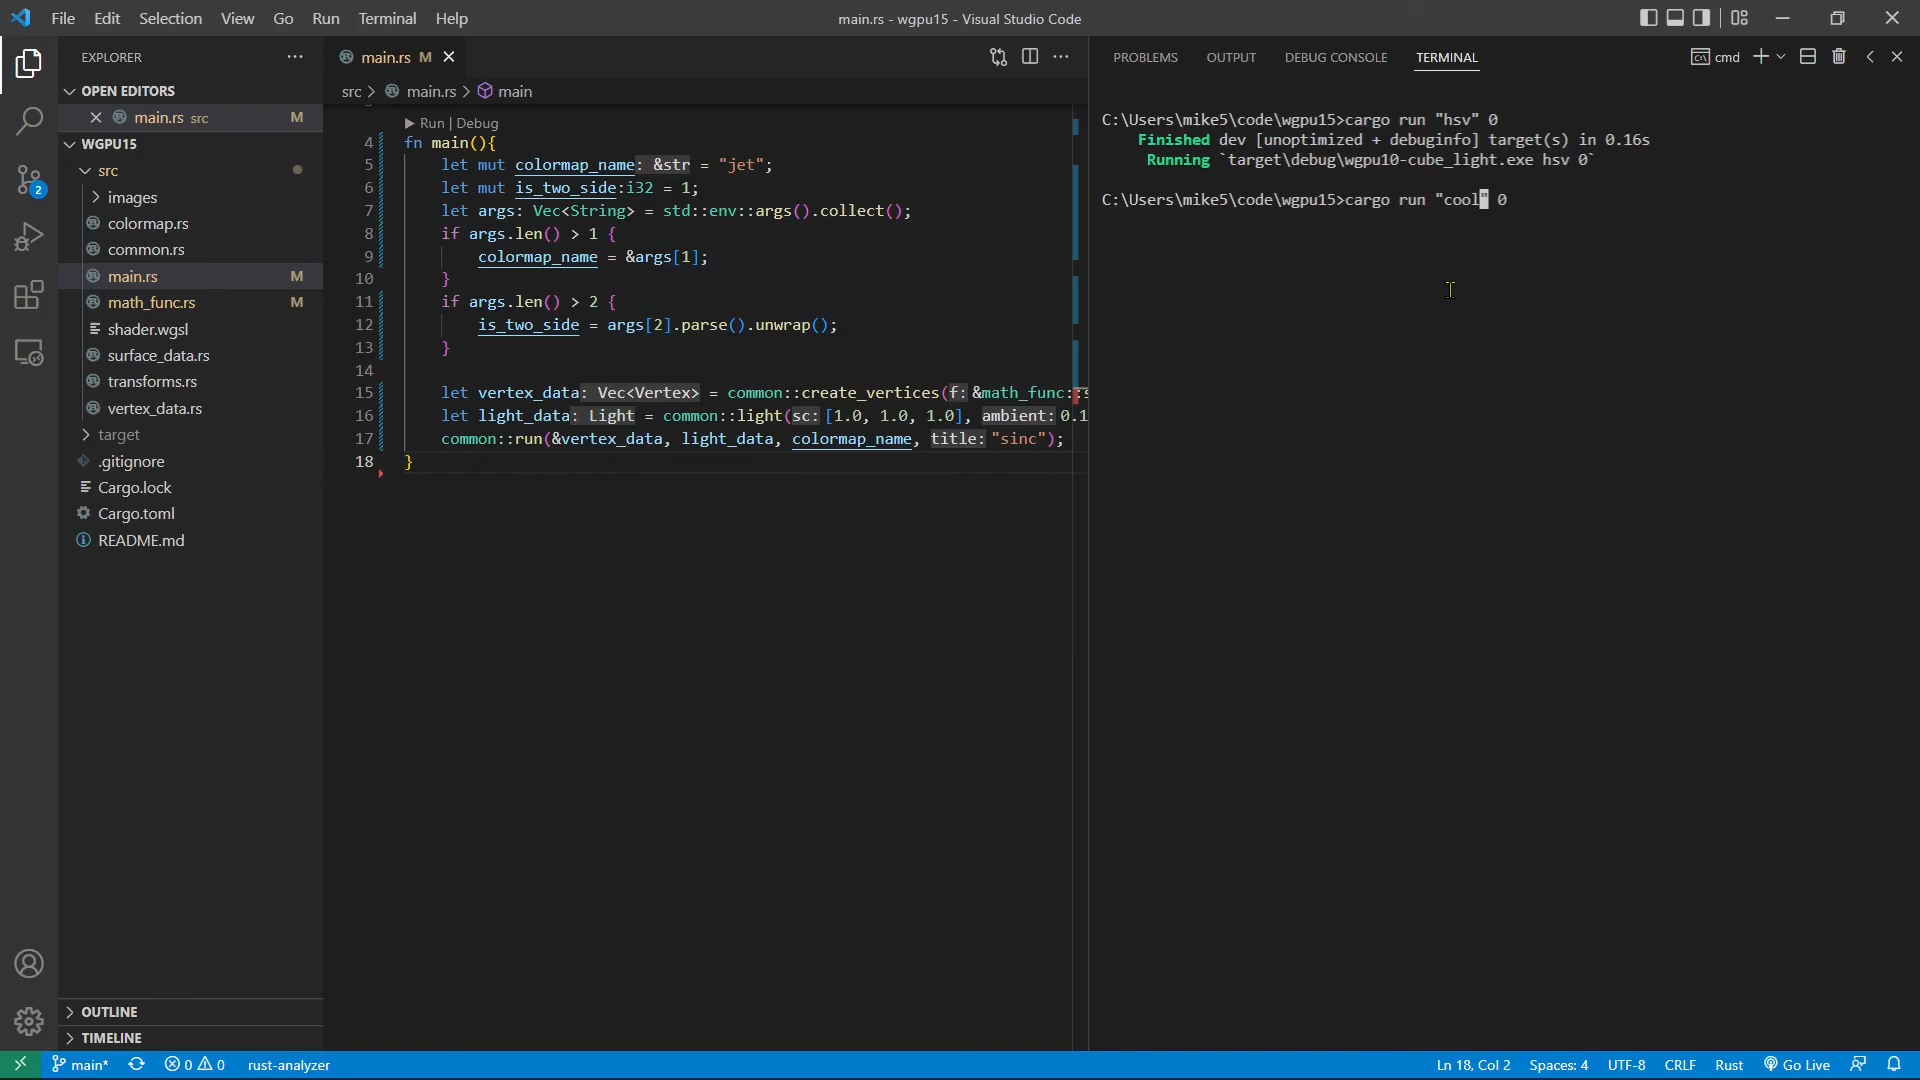 File Edit Selection View Go Run Terminal Help
main.rs - wgpu15 - Visual Studio Code
EXPLORER
OPEN EDITORS
main.rs src M
WGPU15
src
images
colormap.rs
common.rs
main.rs M
math_func.rs M
shader.wgsl
surface_data.rs
transforms.rs
vertex_data.rs
target
.gitignore
Cargo.lock
Cargo.toml
README.md
OUTLINE
TIMELINE
2
main.rs M
src > main.rs > main
Run | Debug
4 fn main(){
5 let mut colormap_name: &str = "jet";
6 let mut is_two_side:i32 = 1;
7 let args: Vec<String> = std::env::args().collect();
8 if args.len() > 1 {
9 colormap_name = &args[1];
10 }
11 if args.len() > 2 {
12 is_two_side = args[2].parse().unwrap();
13 }
14
15 let vertex_data: Vec<Vertex> = common::create_vertices(f: &math_func::s
16 let light_data: Light = common::light(sc: [1.0, 1.0, 1.0], ambient: 0.1
17 common::run(&vertex_data, light_data, colormap_name, title: "sinc");
18 }
PROBLEMS OUTPUT DEBUG CONSOLE TERMINAL
cmd
C:\Users\mike5\code\wgpu15>cargo run "hsv" 0
Finished dev [unoptimized + debuginfo] target(s) in 0.16s
Running `target\debug\wgpu10-cube_light.exe hsv 0`
C:\Users\mike5\code\wgpu15>cargo run "cool" 0
main* 0 0 rust-analyzer
Ln 18, Col 2 Spaces: 4 UTF-8 CRLF Rust Go Live